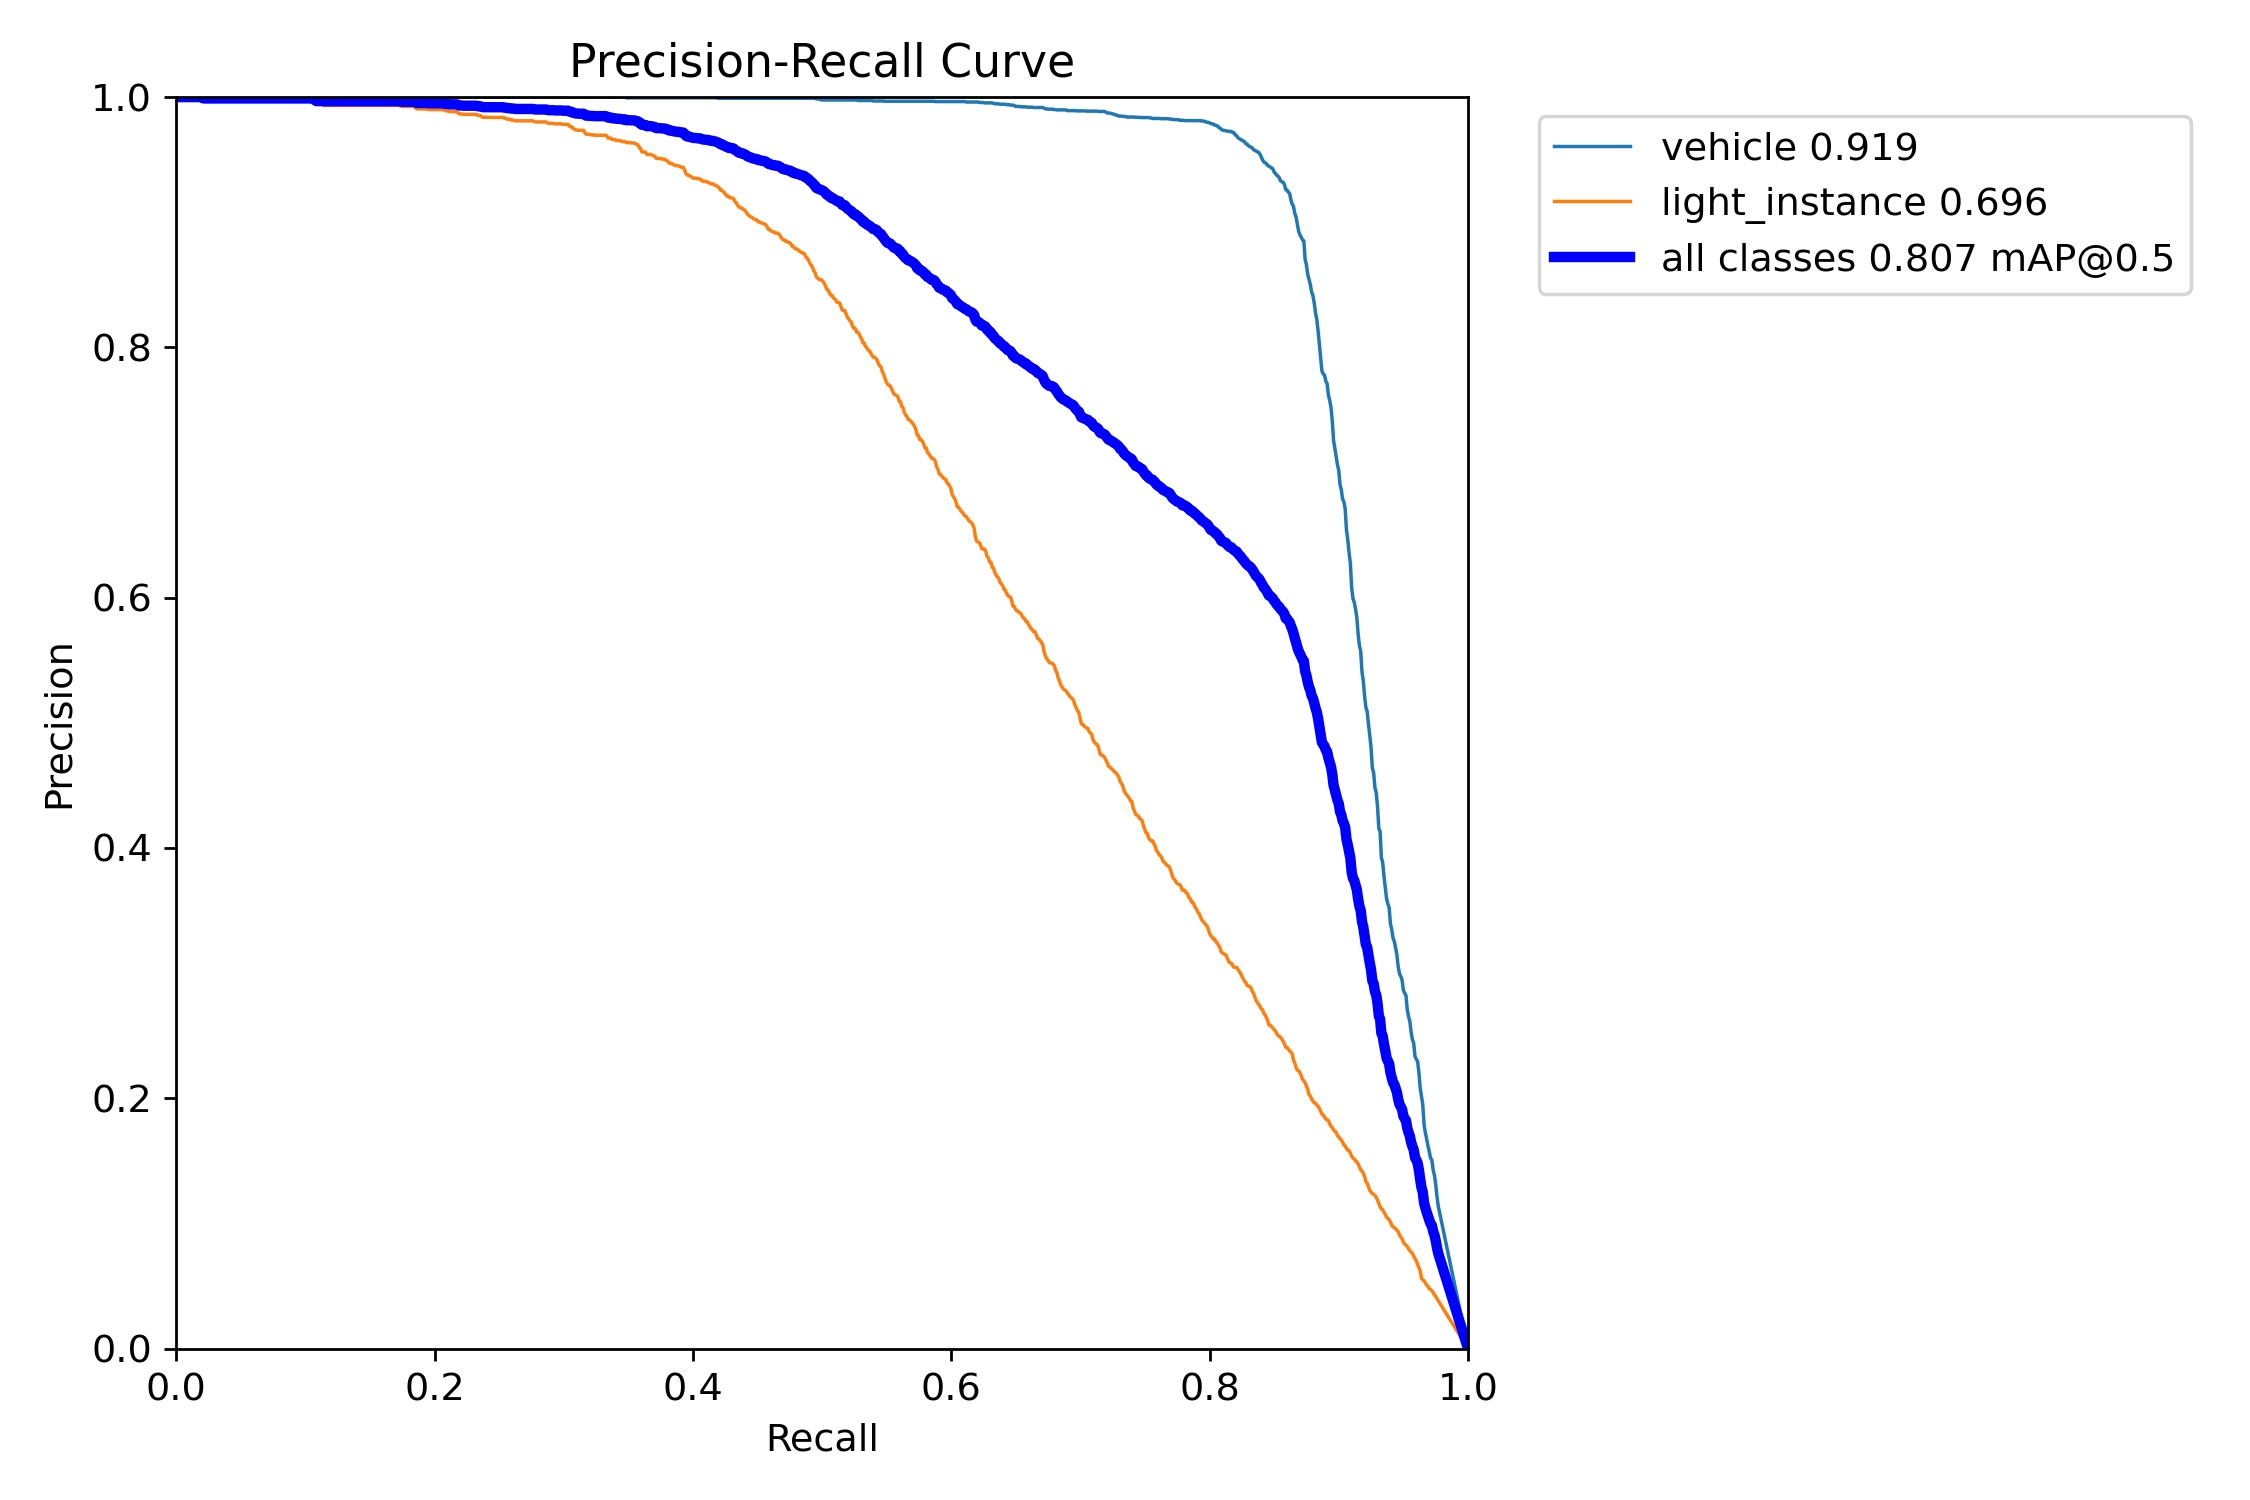 Precision-Recall Curve
1.0
0.8
0.6
0.4
0.2
0.0
Precision
0.0 0.2 0.4 0.6 0.8 1.0
Recall
vehicle 0.919
light_instance 0.696
all classes 0.807 mAP@0.5